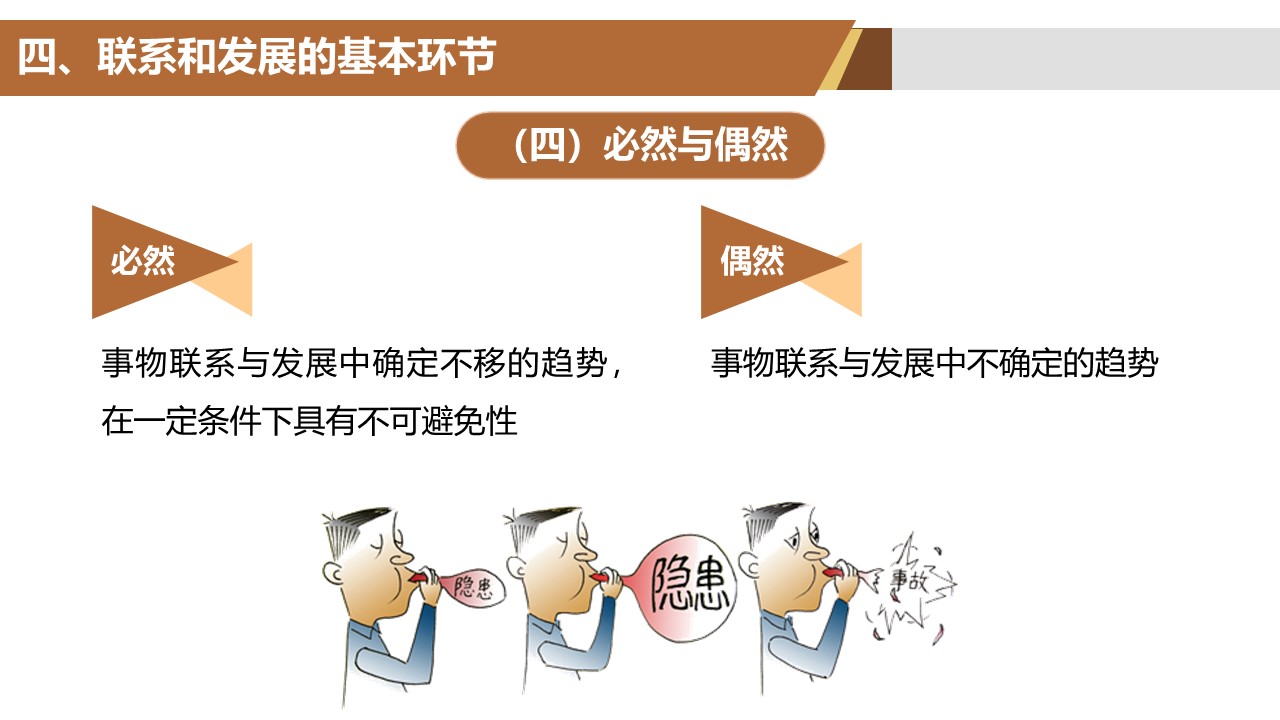 四、联系和发展的基本环节
（四）必然与偶然
必然
偶然
事物联系与发展中确定不移的趋势，
在一定条件下具有不可避免性
事物联系与发展中不确定的趋势
隐患
隐患
事故